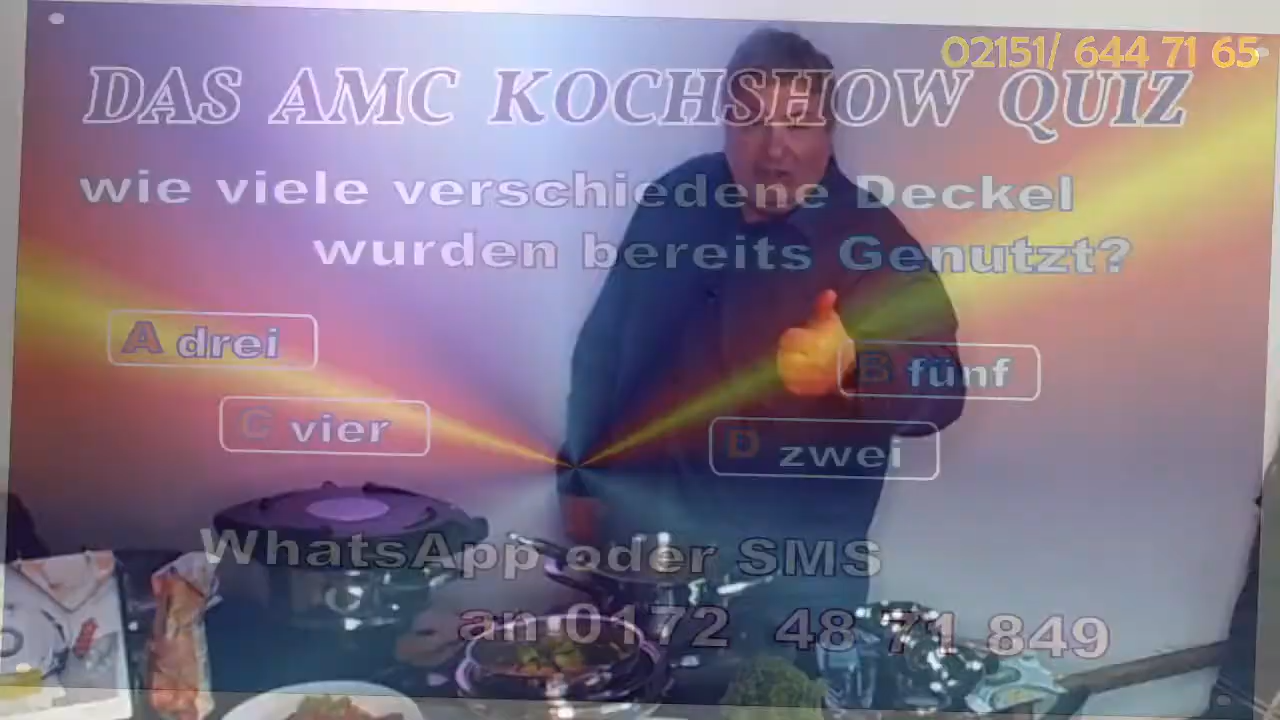 02151/ 644 71 65
DAS AMC KOCHSHOW QUIZ
wie viele verschiedene Deckel
wurden bereits Genutzt?
A drei
B fünf
C vier
D zwei
WhatsApp oder SMS
an 0172 48 71 849